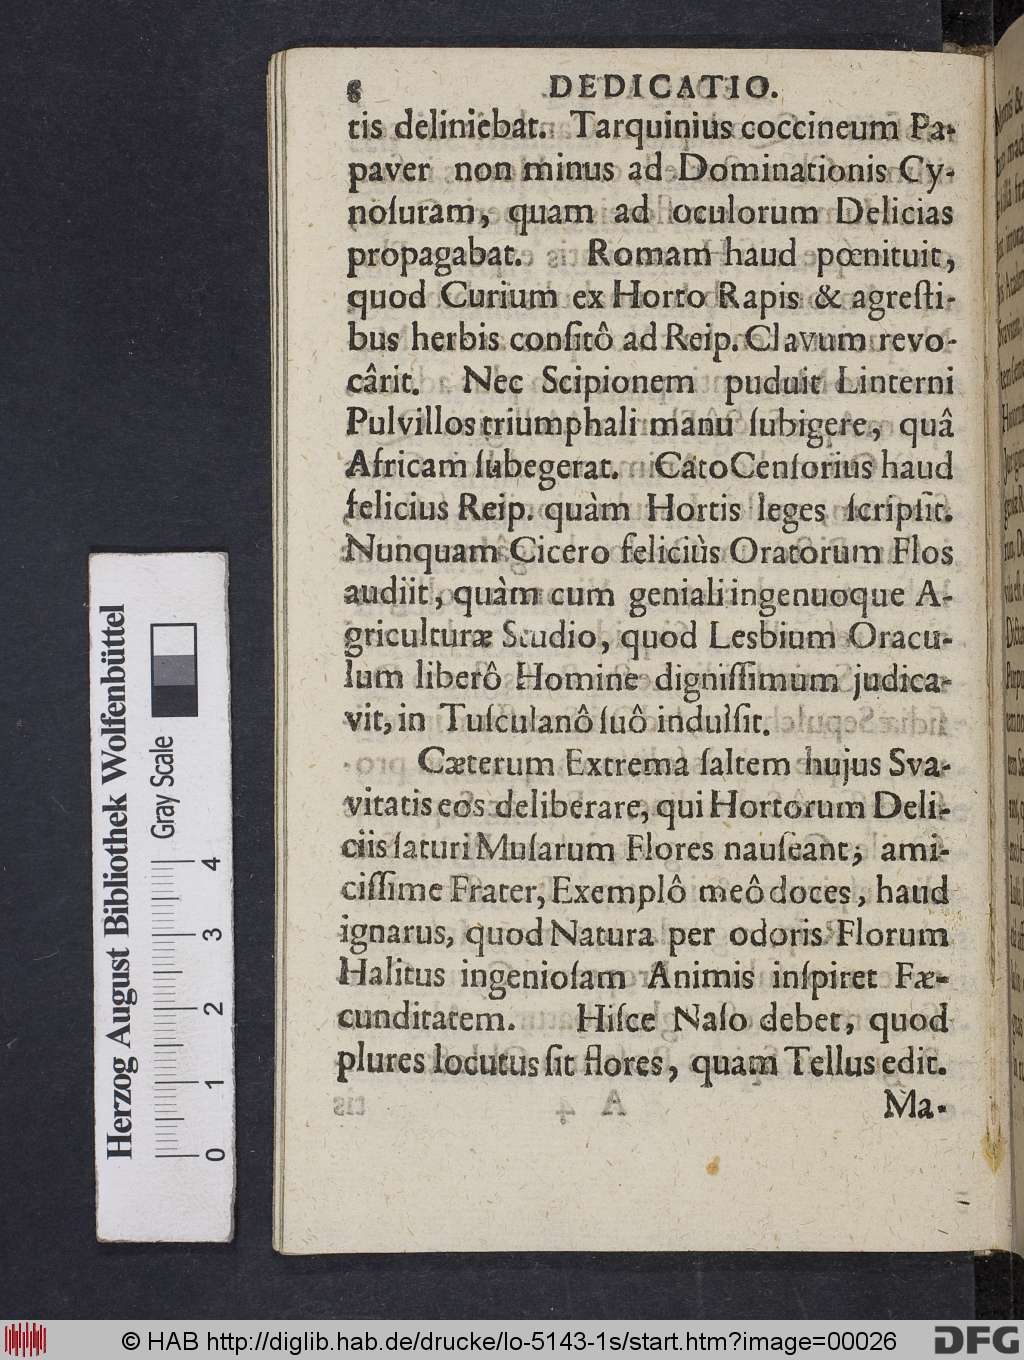 8 DEDICATIO.
tis deliniebat. Tarquinius coccineum Pa-
paver non minus ad Dominationis Cy-
noſuram, quam ad oculorum Delicias
propagabat. Romam haud pœnituit,
quod Curium ex Horto Rapis & agreſti-
bus herbis conſitô ad Reip. Clavum revo-
cârit. Nec Scipionem puduit Linterni
Pulvillos triumphali manu ſubigere, quâ
Africam ſubegerat. Cato Cenſorius haud
felicius Reip. quàm Hortis leges ſcripſit.
Nunquam Cicero feliciùs Oratorum Flos
audiit, quàm cum geniali ingenuoque A-
griculturæ Studio, quod Lesbium Oracu-
lum liberô Homine digniſſimum judica-
vit, in Tuſculanô ſuô indulſit.
Cæterum Extrema ſaltem hujus Sva-
vitatis eos deliberare, qui Hortorum Deli-
ciis ſaturi Muſarum Flores nauſeant; ami-
ciſſime Frater, Exemplô meô doces, haud
ignarus, quod Natura per odoris Florum
Halitus ingenioſam Animis inſpiret Fæ-
cunditatem. Hiſce Naſo debet, quod
plures locutus ſit flores, quam Tellus edit.
Ma-
Herzog August Bibliothek Wolfenbüttel
Gray Scale
0 1 2 3 4
© HAB http://diglib.hab.de/drucke/lo-5143-1s/start.htm?image=00026
DFG